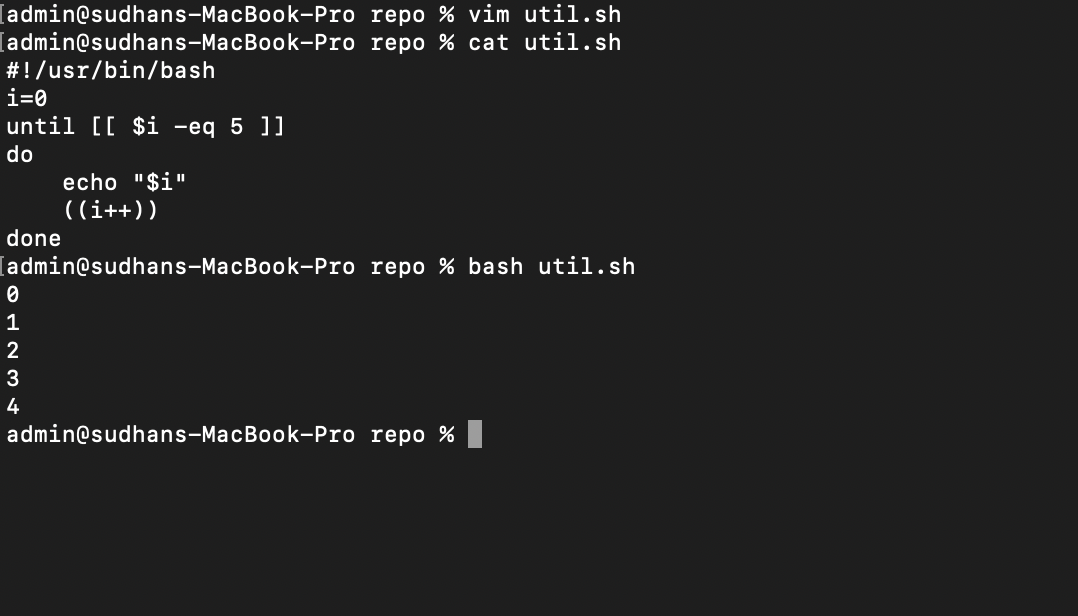 [admin@sudhans-MacBook-Pro repo % vim util.sh
[admin@sudhans-MacBook-Pro repo % cat util.sh
#!/usr/bin/bash
i=0
until [[ $i -eq 5 ]]
do
    echo "$i"
    ((i++))
done
[admin@sudhans-MacBook-Pro repo % bash util.sh
0
1
2
3
4
admin@sudhans-MacBook-Pro repo %